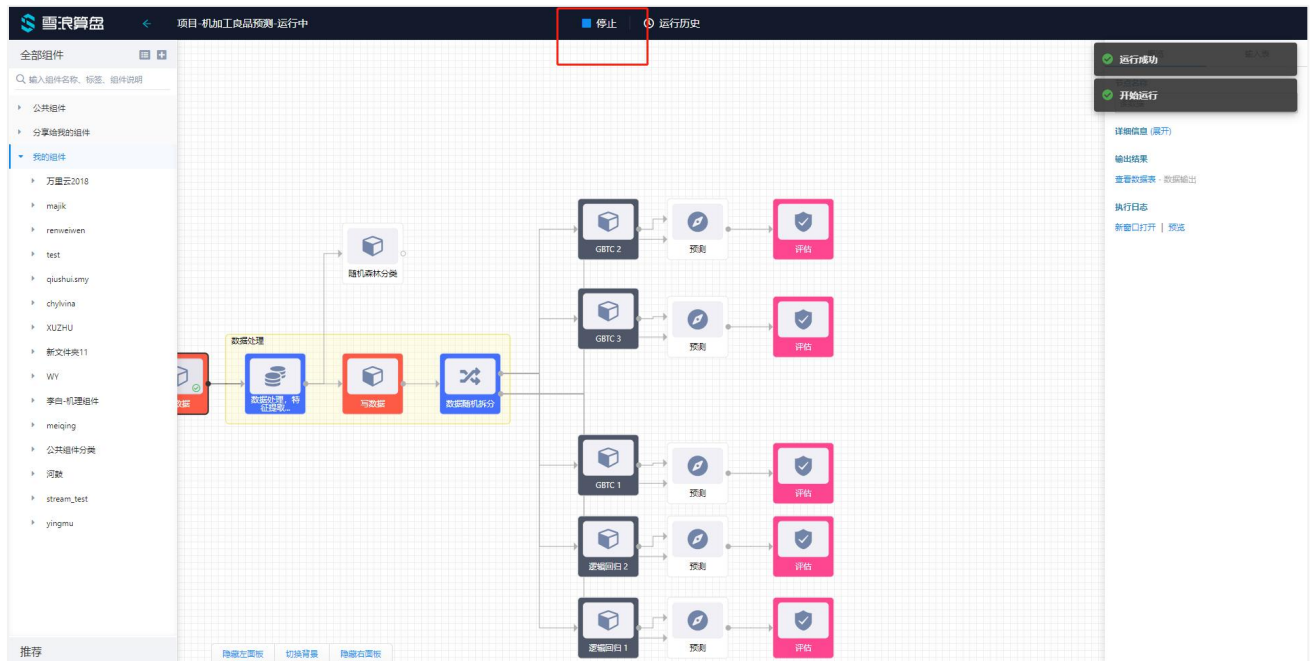 雪浪算盘
项目-机加工良品预测-运行中
停止
运行历史
全部组件
输入组件名称、标签、组件说明
公共组件
分享给我的组件
我的组件
万里云2018
majik
renweiwen
test
qiushui.smy
chylvina
XUZHU
新文件夹11
WY
李白-机理组件
meiqing
公共组件分类
河藪
stream_test
yingmu
推荐
隐藏左面板
切换背景
隐藏右面板
数据处理
数据
数据处理，特
征提取...
写数据
数据随机拆分
随机森林分类
GBTC 2
预测
评估
GBTC 3
预测
评估
GBTC 1
预测
评估
逻辑回归 2
预测
评估
逻辑回归 1
预测
评估
运行成功
开始运行
详细信息 (展开)
输出结果
查看数据表 - 数据输出
执行日志
新窗口打开 | 预览